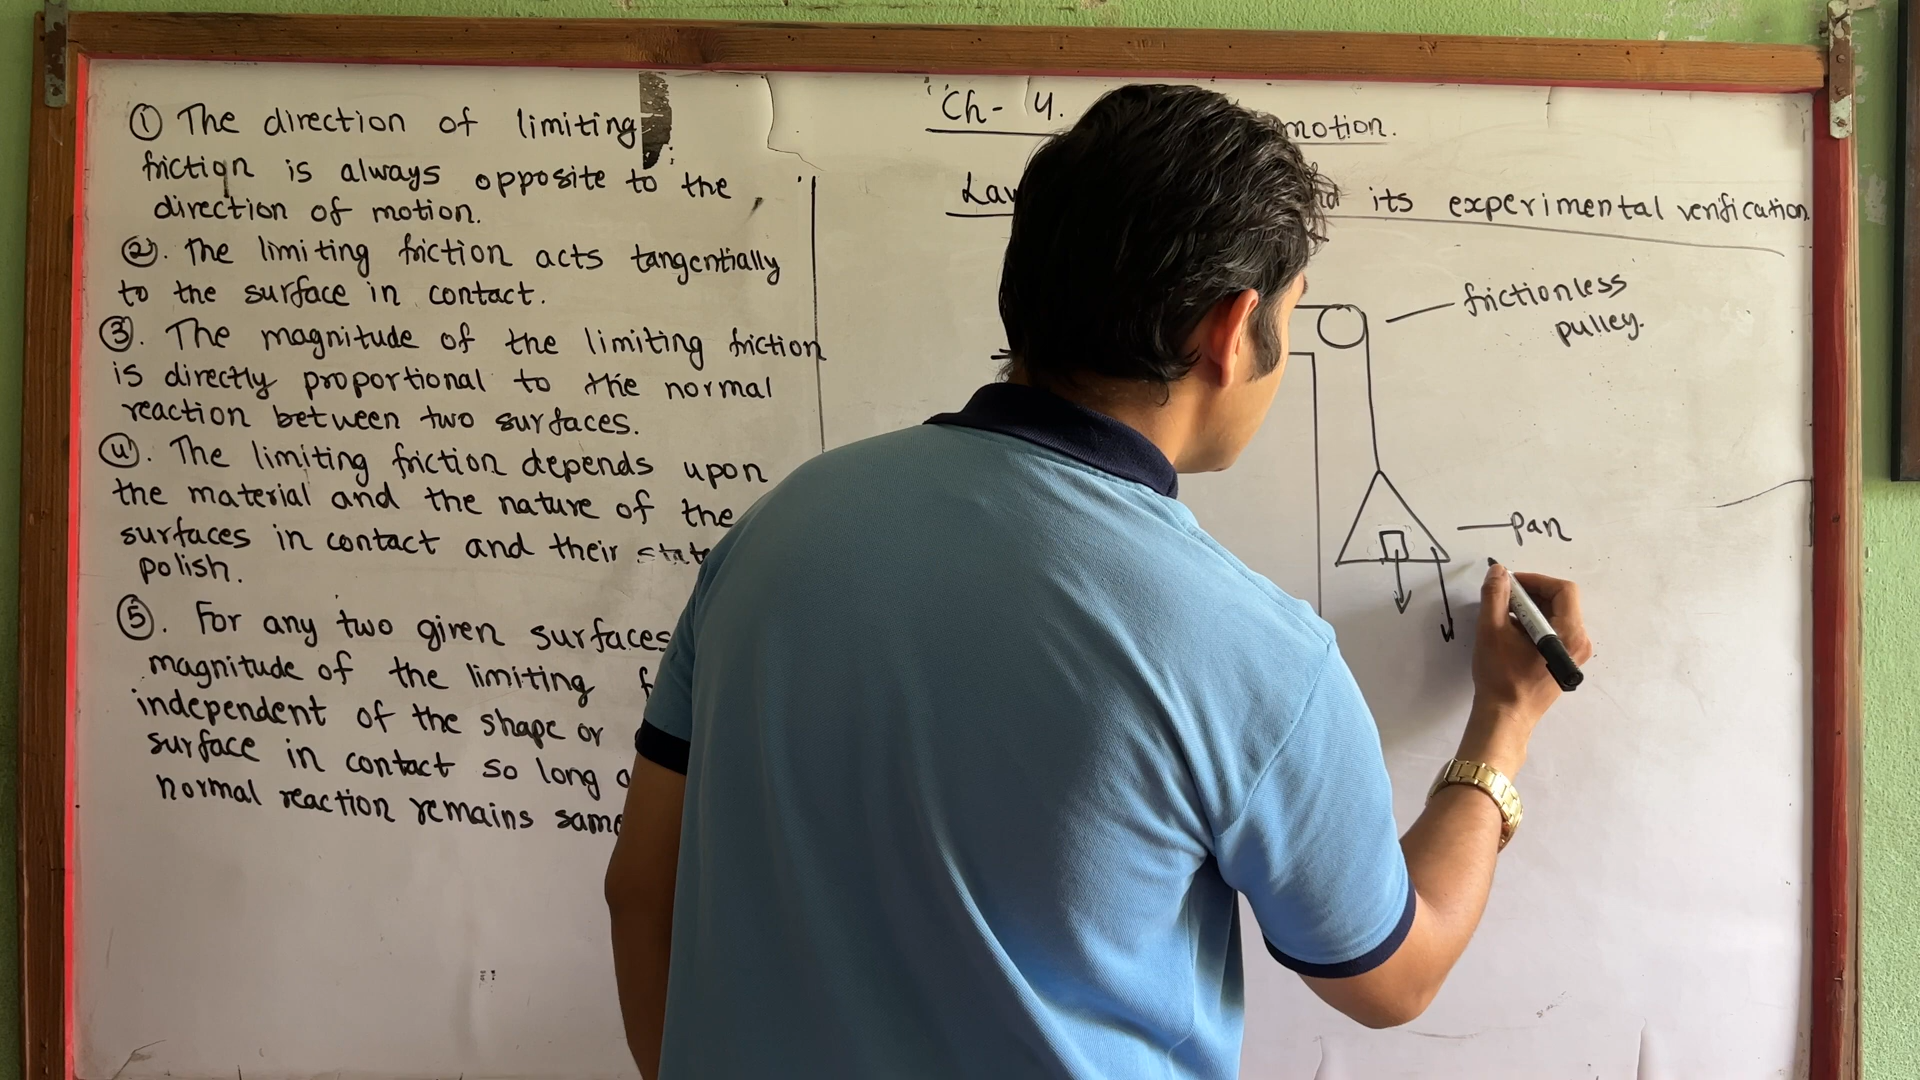 ① The direction of limiting
friction is always opposite to the
direction of motion.
②. The limiting friction acts tangentially
to the surface in contact.
③. The magnitude of the limiting friction
is directly proportional to the normal
reaction between two surfaces.
④. The limiting friction depends upon
the material and the nature of the
surfaces in contact and their state
polish.
⑤. For any two given surfaces
magnitude of the limiting
independent of the shape or
surface in contact so long
normal reaction remains same
Ch- 4. motion.
its experimental verification.
frictionless
pulley.
pan